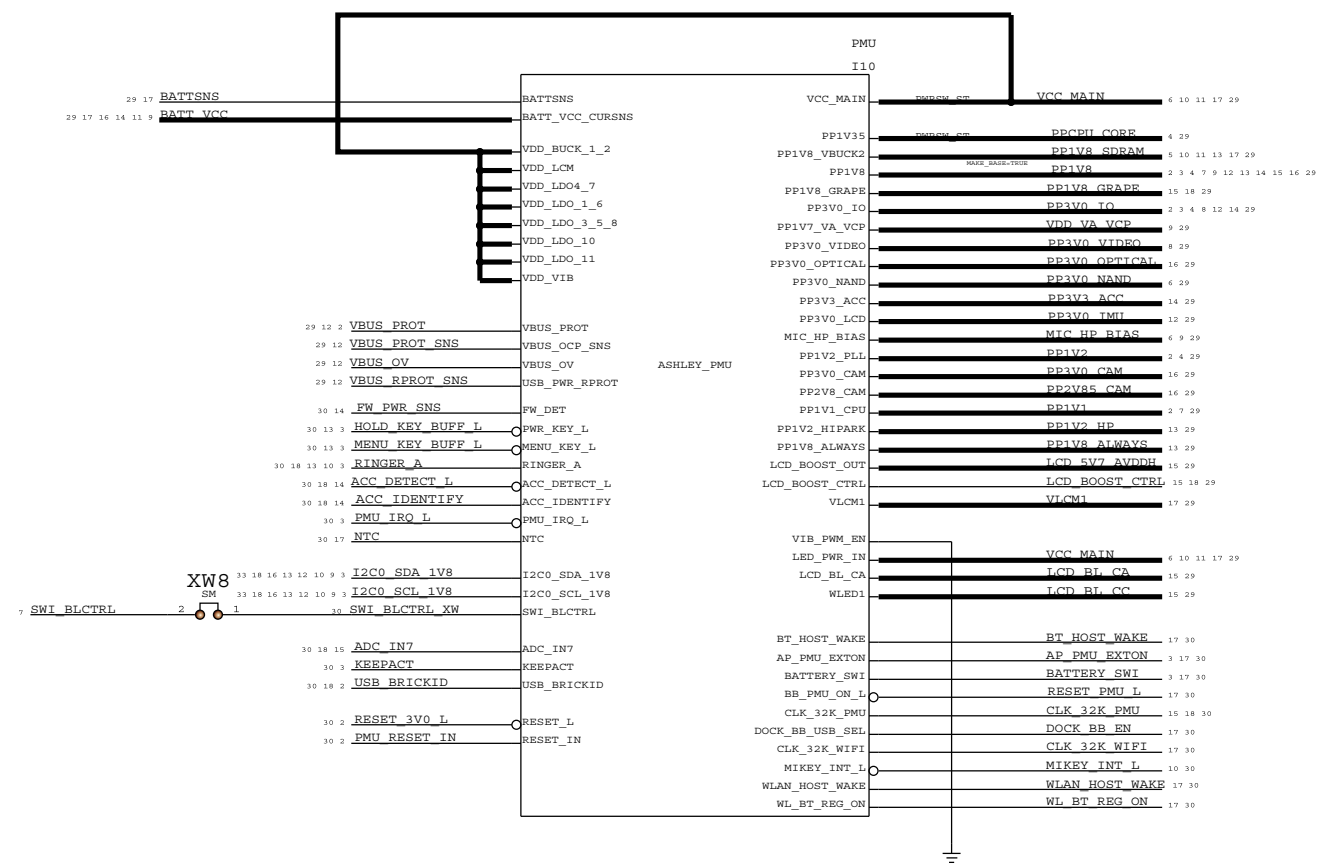 PMU
I10
29 17 BATTSNS BATTSNS VCC_MAIN PWRSW_ST VCC_MAIN 6 10 11 17 29
29 17 16 14 11 9 BATT_VCC BATT_VCC_CURSNS
PP1V35 PWRSW_ST PPCPU_CORE 4 29
VDD_BUCK_1_2 PP1V8_VBUCK2 PP1V8_SDRAM 5 10 11 13 17 29
MAKE_BASE=TRUE
VDD_LCM PP1V8 PP1V8 2 3 4 7 9 12 13 14 15 16 29
VDD_LDO4_7 PP1V8_GRAPE PP1V8_GRAPE 15 18 29
VDD_LDO_1_6 PP3V0_IO PP3V0_IO 2 3 4 8 12 14 29
VDD_LDO_3_5_8 PP1V7_VA_VCP VDD_VA_VCP 9 29
VDD_LDO_10 PP3V0_VIDEO PP3V0_VIDEO 8 29
VDD_LDO_11 PP3V0_OPTICAL PP3V0_OPTICAL 16 29
VDD_VIB PP3V0_NAND PP3V0_NAND 6 29
PP3V3_ACC PP3V3_ACC 14 29
PP3V0_LCD PP3V0_IMU 12 29
29 12 2 VBUS_PROT VBUS_PROT MIC_HP_BIAS MIC_HP_BIAS 6 9 29
29 12 VBUS_PROT_SNS VBUS_OCP_SNS PP1V2_PLL PP1V2 2 4 29
29 12 VBUS_OV VBUS_OV ASHLEY_PMU PP3V0_CAM PP3V0_CAM 16 29
29 12 VBUS_RPROT_SNS USB_PWR_RPROT PP2V8_CAM PP2V85_CAM 16 29
30 14 FW_PWR_SNS FW_DET PP1V1_CPU PP1V1 2 7 29
30 13 3 HOLD_KEY_BUFF_L PWR_KEY_L PP1V2_HIPARK PP1V2_HP 13 29
30 13 3 MENU_KEY_BUFF_L MENU_KEY_L PP1V8_ALWAYS PP1V8_ALWAYS 13 29
30 18 13 10 3 RINGER_A RINGER_A LCD_BOOST_OUT LCD_5V7_AVDDH 15 29
30 18 14 ACC_DETECT_L ACC_DETECT_L LCD_BOOST_CTRL LCD_BOOST_CTRL 15 18 29
30 18 14 ACC_IDENTIFY ACC_IDENTIFY VLCM1 VLCM1 17 29
30 3 PMU_IRQ_L PMU_IRQ_L
30 17 NTC NTC VIB_PWM_EN
LED_PWR_IN VCC_MAIN 6 10 11 17 29
XW8 33 18 16 13 12 10 9 3 I2C0_SDA_1V8 I2C0_SDA_1V8 LCD_BL_CA LCD_BL_CA 15 29
SM 33 18 16 13 12 10 9 3 I2C0_SCL_1V8 I2C0_SCL_1V8 WLED1 LCD_BL_CC 15 29
7 SWI_BLCTRL 2 1 30 SWI_BLCTRL_XW SWI_BLCTRL
BT_HOST_WAKE BT_HOST_WAKE 17 30
30 18 15 ADC_IN7 ADC_IN7 AP_PMU_EXTON AP_PMU_EXTON 3 17 30
30 3 KEEPACT KEEPACT BATTERY_SWI BATTERY_SWI 3 17 30
30 18 2 USB_BRICKID USB_BRICKID BB_PMU_ON_L RESET_PMU_L 17 30
CLK_32K_PMU CLK_32K_PMU 15 18 30
30 2 RESET_3V0_L RESET_L DOCK_BB_USB_SEL DOCK_BB_EN 17 30
30 2 PMU_RESET_IN RESET_IN CLK_32K_WIFI CLK_32K_WIFI 17 30
MIKEY_INT_L MIKEY_INT_L 10 30
WLAN_HOST_WAKE WLAN_HOST_WAKE 17 30
WL_BT_REG_ON WL_BT_REG_ON 17 30